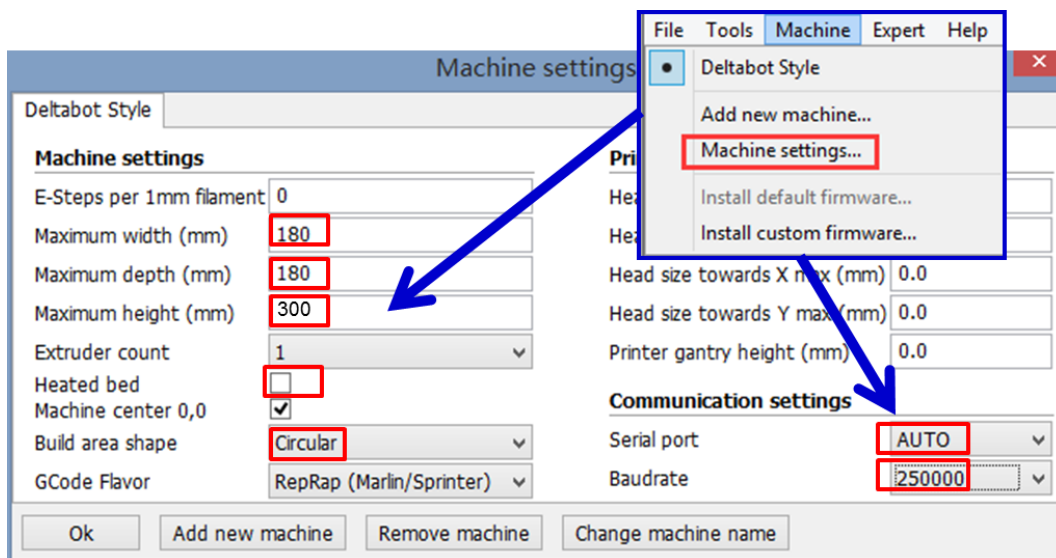 File Tools Machine Expert Help
Deltabot Style
Add new machine...
Machine settings...
Install default firmware...
Install custom firmware...
Machine settings
Deltabot Style
Machine settings
E-Steps per 1mm filament 0
Maximum width (mm) 180
Maximum depth (mm) 180
Maximum height (mm) 300
Extruder count 1
Heated bed
Machine center 0,0
Build area shape Circular
GCode Flavor RepRap (Marlin/Sprinter)
Head size towards X max (mm) 0.0
Head size towards Y max (mm) 0.0
Printer gantry height (mm) 0.0
Communication settings
Serial port AUTO
Baudrate 250000
Ok Add new machine Remove machine Change machine name